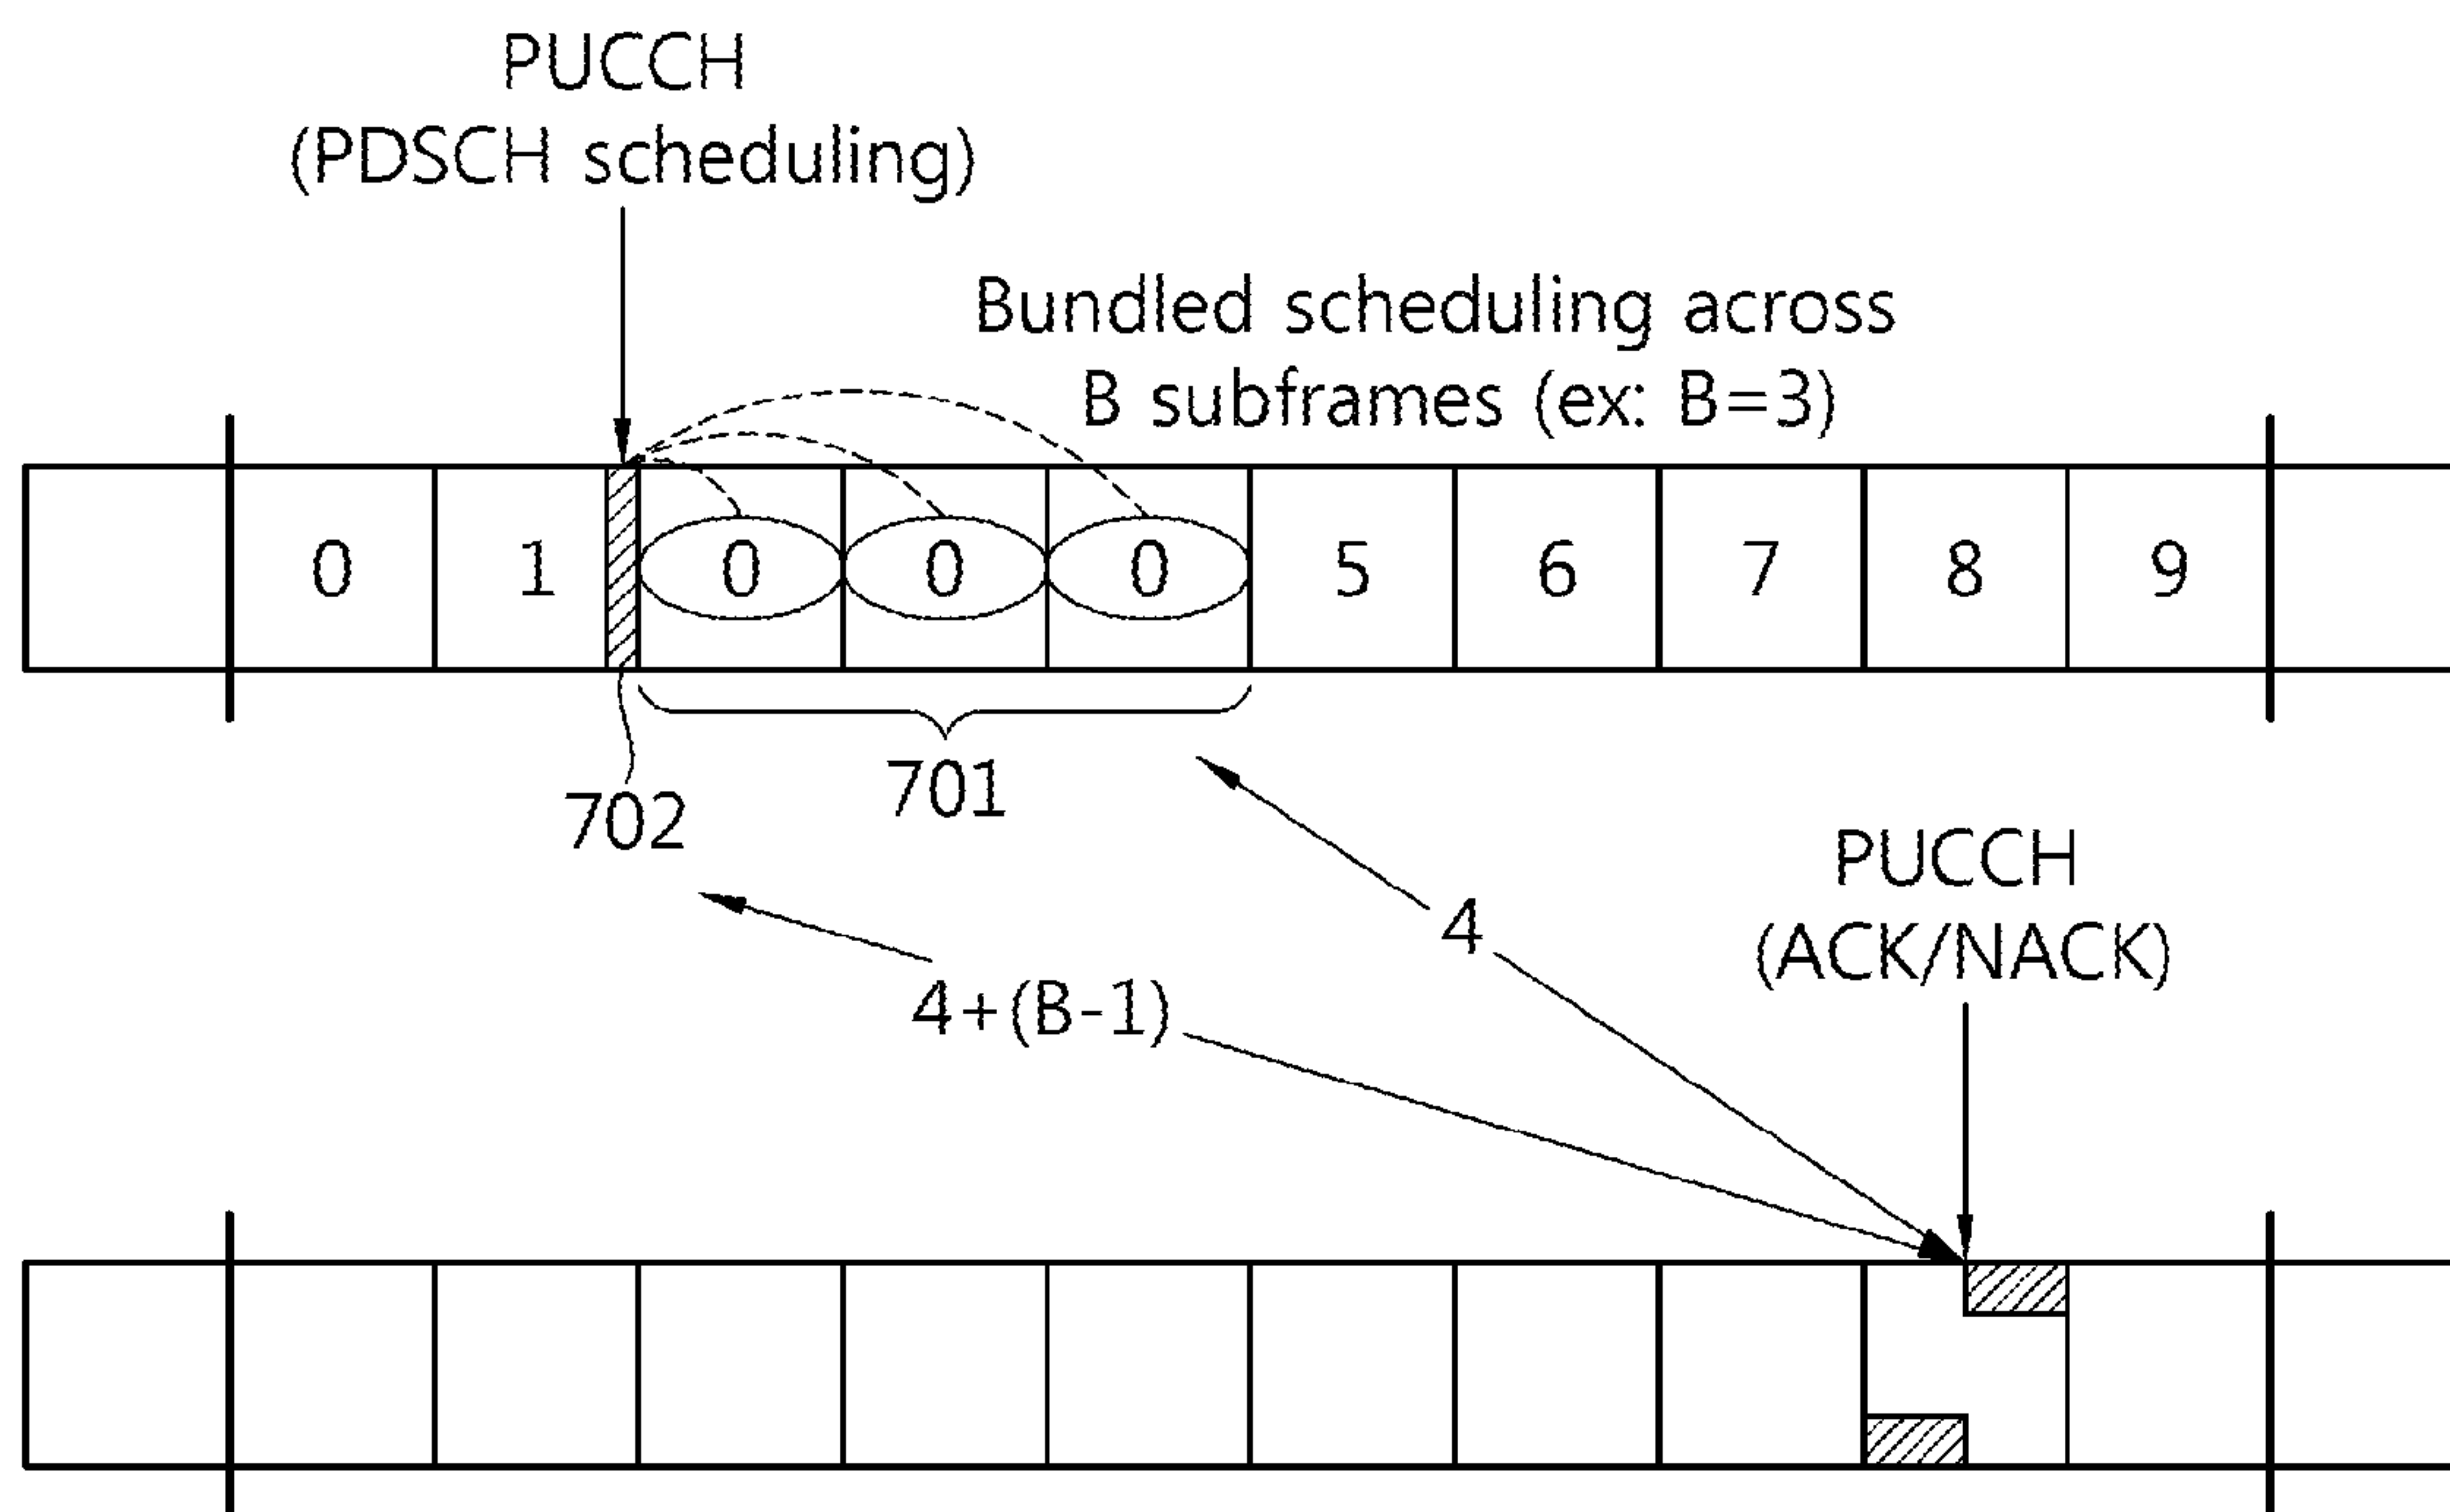 PUCCH
(PDSCH scheduling)
Bundled scheduling across
B subframes (ex: B=3)
0 1 0 0 0 5 6 7 8 9
701
702
PUCCH
(ACK/NACK)
4
4+(B-1)